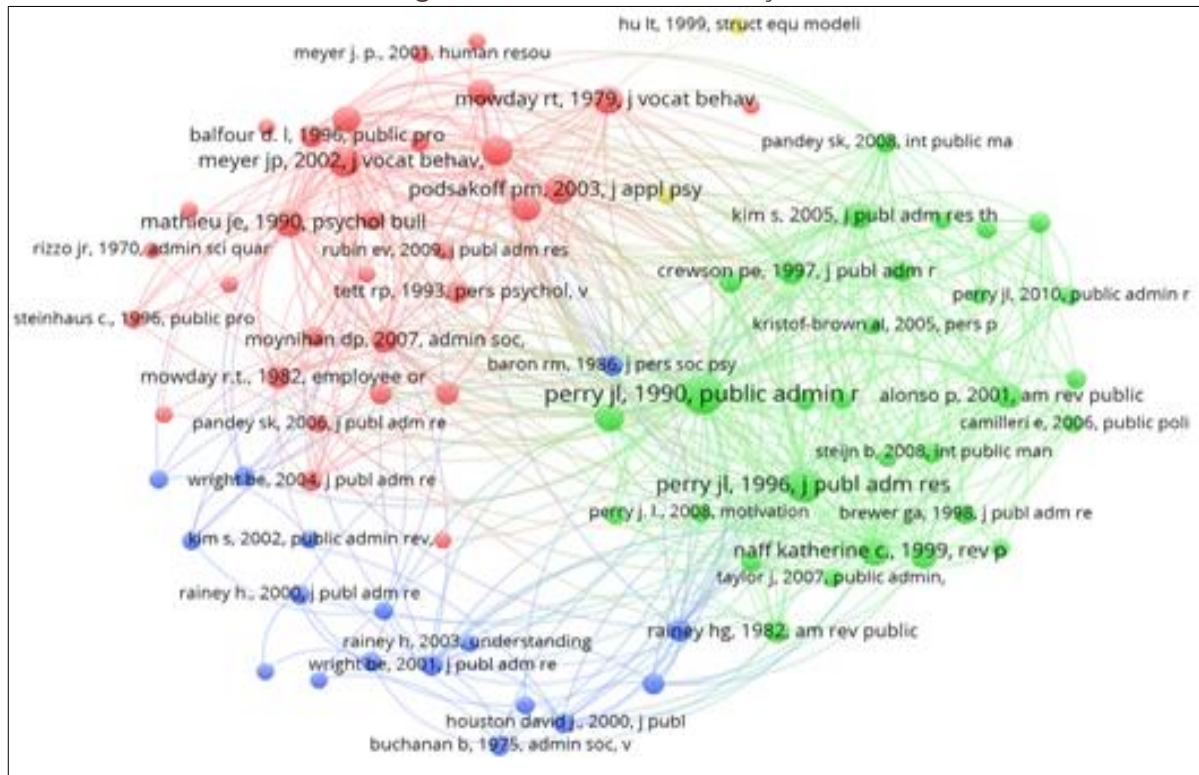 hu lt, 1999, struct equ modeli
meyer j. p., 2001, human resou
mowday rt, 1979, j vocat behav,
balfour d. l, 1996, public pro
pandey sk, 2008, int public ma
meyer jp, 2002, j vocat behav,
podsakoff pm, 2003, j appl psy
mathieu je, 1990, psychol bull
kim s, 2005, j publ adm res th
rizzo jr, 1970, admin sci quar
rubin ev, 2009, j publ adm res
crewson pe, 1997, j publ adm r
tett rp, 1993, pers psychol, v
perry jl, 2010, public admin r
steinhaus c., 1996, public pro
kristof-brown al, 2005, pers p
moynihan dp, 2007, admin soc,
baron rm, 1986, j pers soc psy
mowday r.t., 1982, employee or
perry jl, 1990, public admin r
alonso p, 2001, am rev public
pandey sk, 2006, j publ adm re
camilleri e, 2006, public poli
steijn b, 2008, int public man
wright be, 2004, j publ adm re
perry jl, 1996, j publ adm res
perry j. l., 2008, motivation
brewer ga, 1998, j publ adm re
kim s, 2002, public admin rev,
naff katherine c., 1999, rev p
taylor j, 2007, public admin,
rainey h., 2000, j publ adm re
rainey hg, 1982, am rev public
rainey h, 2003, understanding
wright be, 2001, j publ adm re
houston david j., 2000, j publ
buchanan b, 1975, admin soc, v